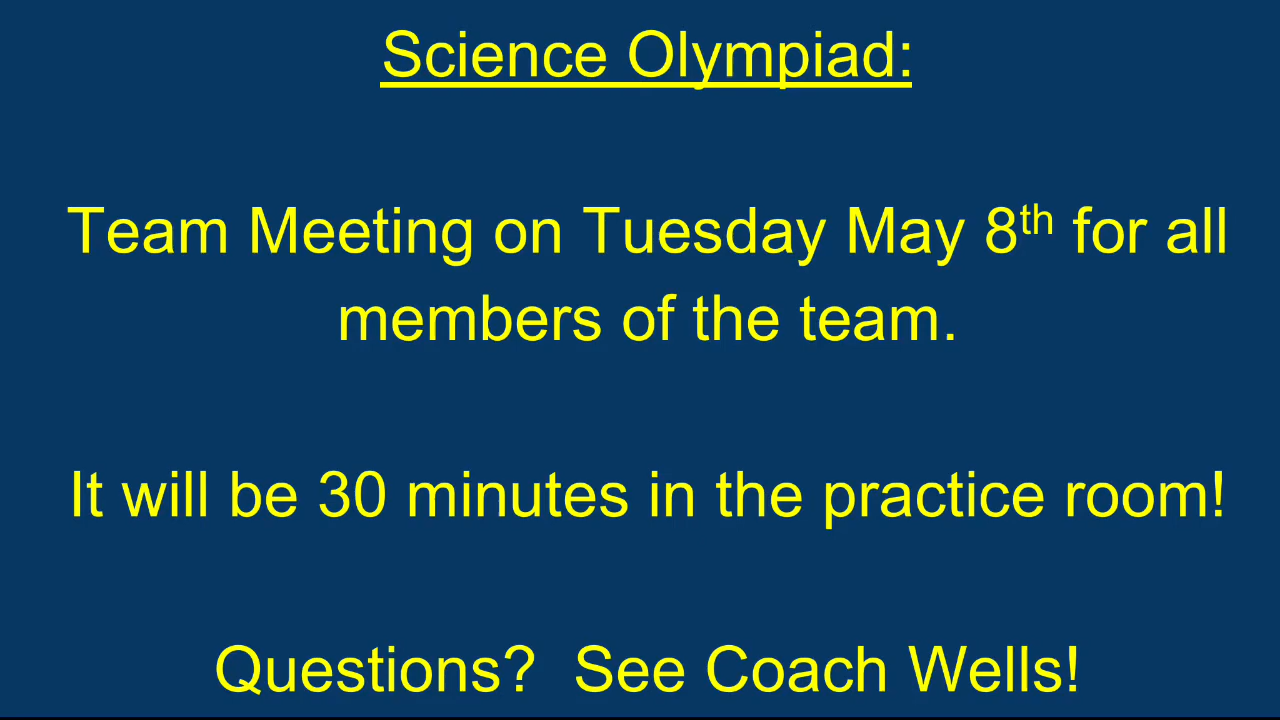 Science Olympiad:
Team Meeting on Tuesday May 8th for all
members of the team.
It will be 30 minutes in the practice room!
Questions?  See Coach Wells!